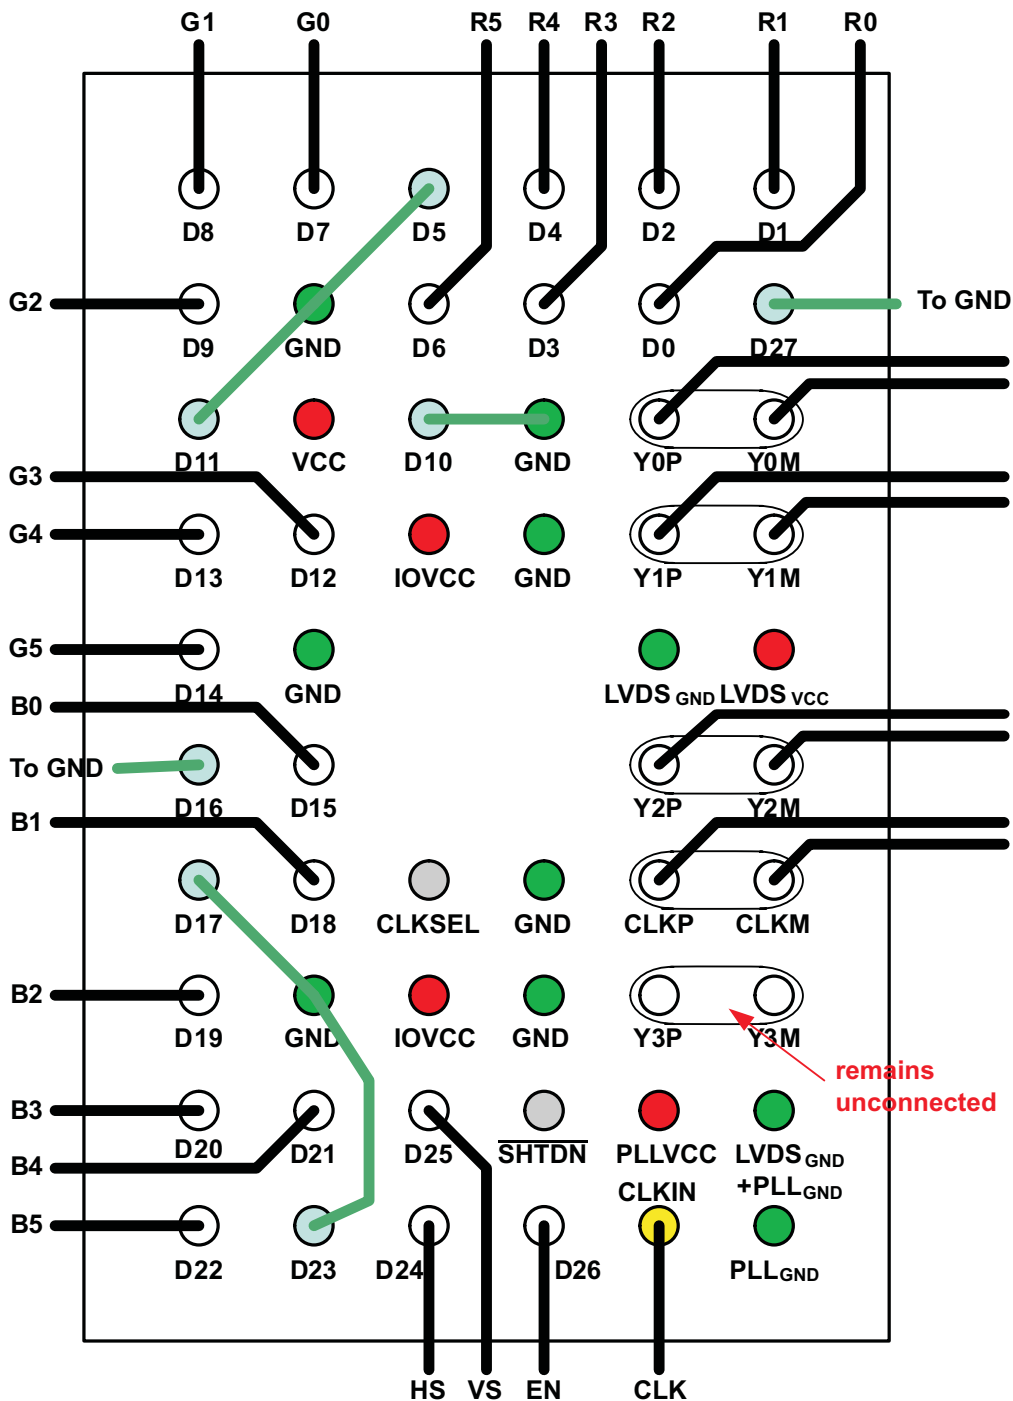 G1 G0 R5 R4 R3 R2 R1 R0
D8 D7 D5 D4 D2 D1
G2 To GND
D9 GND D6 D3 D0 D27
D11 VCC D10 GND Y0P Y0M
G3
G4
D13 D12 IOVCC GND Y1P Y1M
G5
D14 GND LVDS GND LVDS VCC
B0
To GND
D16 D15 Y2P Y2M
B1
D17 D18 CLKSEL GND CLKP CLKM
B2
D19 GND IOVCC GND Y3P Y3M
remains
unconnected
B3
D20 D21 D25 SHTDN PLLVCC LVDS GND
+PLL GND
B4
CLKIN
B5
D22 D23 D24 D26 PLL GND
HS VS EN CLK